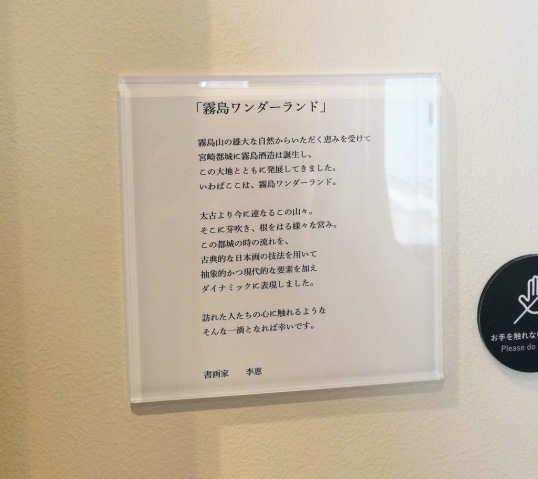 「霧島ワンダーランド」
霧島山の雄大な自然からいただく恵みを受けて
宮崎都城に霧島酒造は誕生し、
この大地とともに発展してきました。
いわばここは、霧島ワンダーランド。
太古より今に連なるこの山々。
そこに芽吹き、根をはる様々な営み。
この都城の時の流れを、
古典的な日本画の技法を用いて
抽象的かつ現代的な要素を加え
ダイナミックに表現しました。
訪れた人たちの心に触れるような
そんな一滴となれば幸いです。
書画家 李恵
お手を触れな
Please do